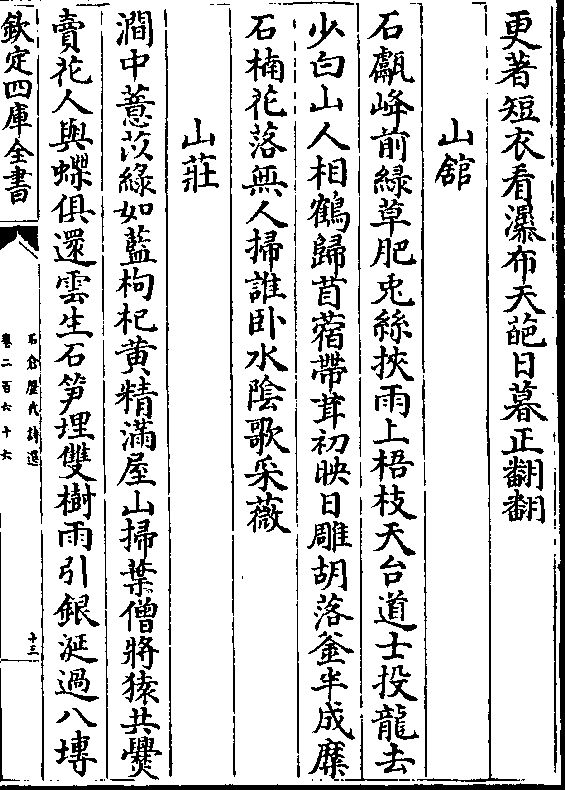 更著短衣看瀑布天葩日暮正翻翻
山舘
石甗峰前緑草肥兎絲挾雨上梧枝天台道士投龍去
少白山人相鶴歸苜蓿帶茸初映日雕胡落釜半成糜
石楠花落無人掃誰卧水陰歌采薇
山莊
澗中薏苡緑如藍枸杞黄精滿屋山掃葉僧將猿共爨
賣花人與蝶俱還雲生石笋埋雙樹雨引銀涎過八塼
欽定四庫全書
石倉歷代詩選
卷二百六十六
十三